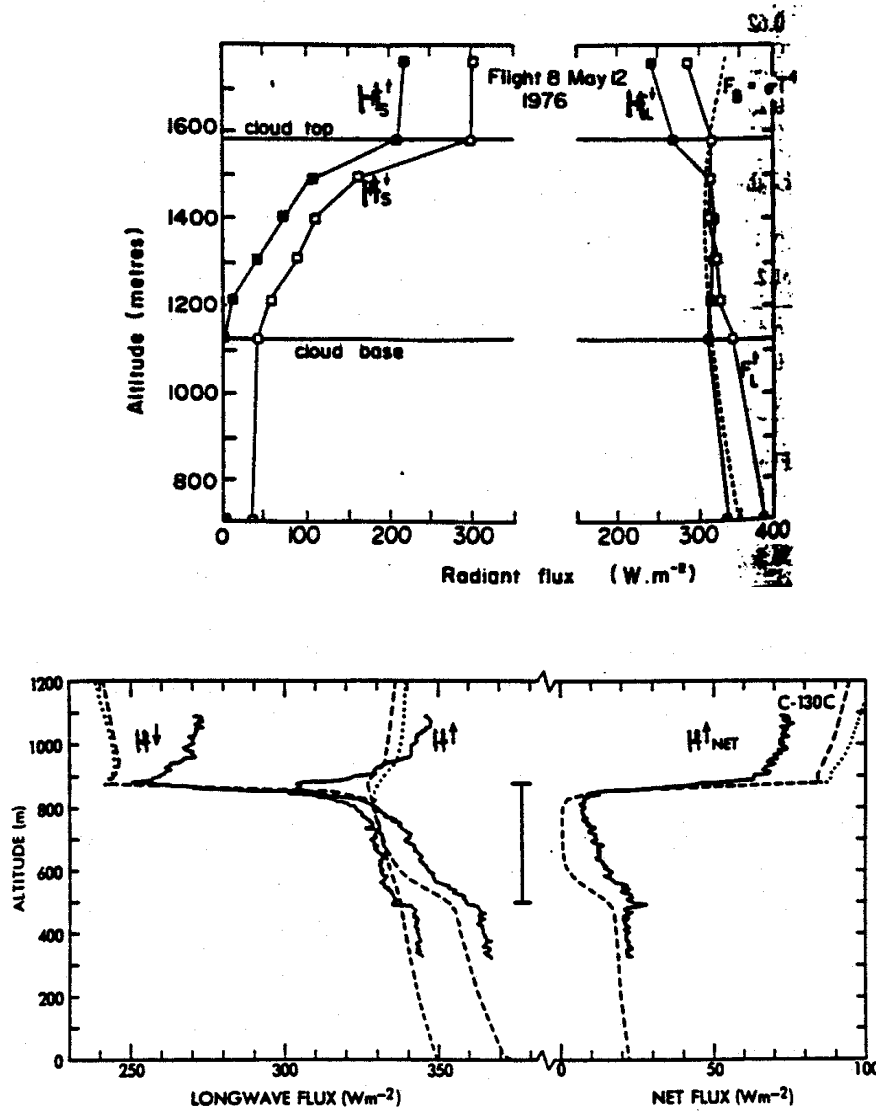 Flight 8 May 12
1976
cloud top
cloud base
1600
1400
1200
1000
800
Altitude (metres)
0
100
200
300
200
300
400
Radiant flux (W.m⁻²)
1200
1000
800
600
400
200
0
ALTITUDE (m)
C-130C
NET
250
300
350
0
50
100
LONGWAVE FLUX (Wm⁻²)
NET FLUX (Wm⁻²)